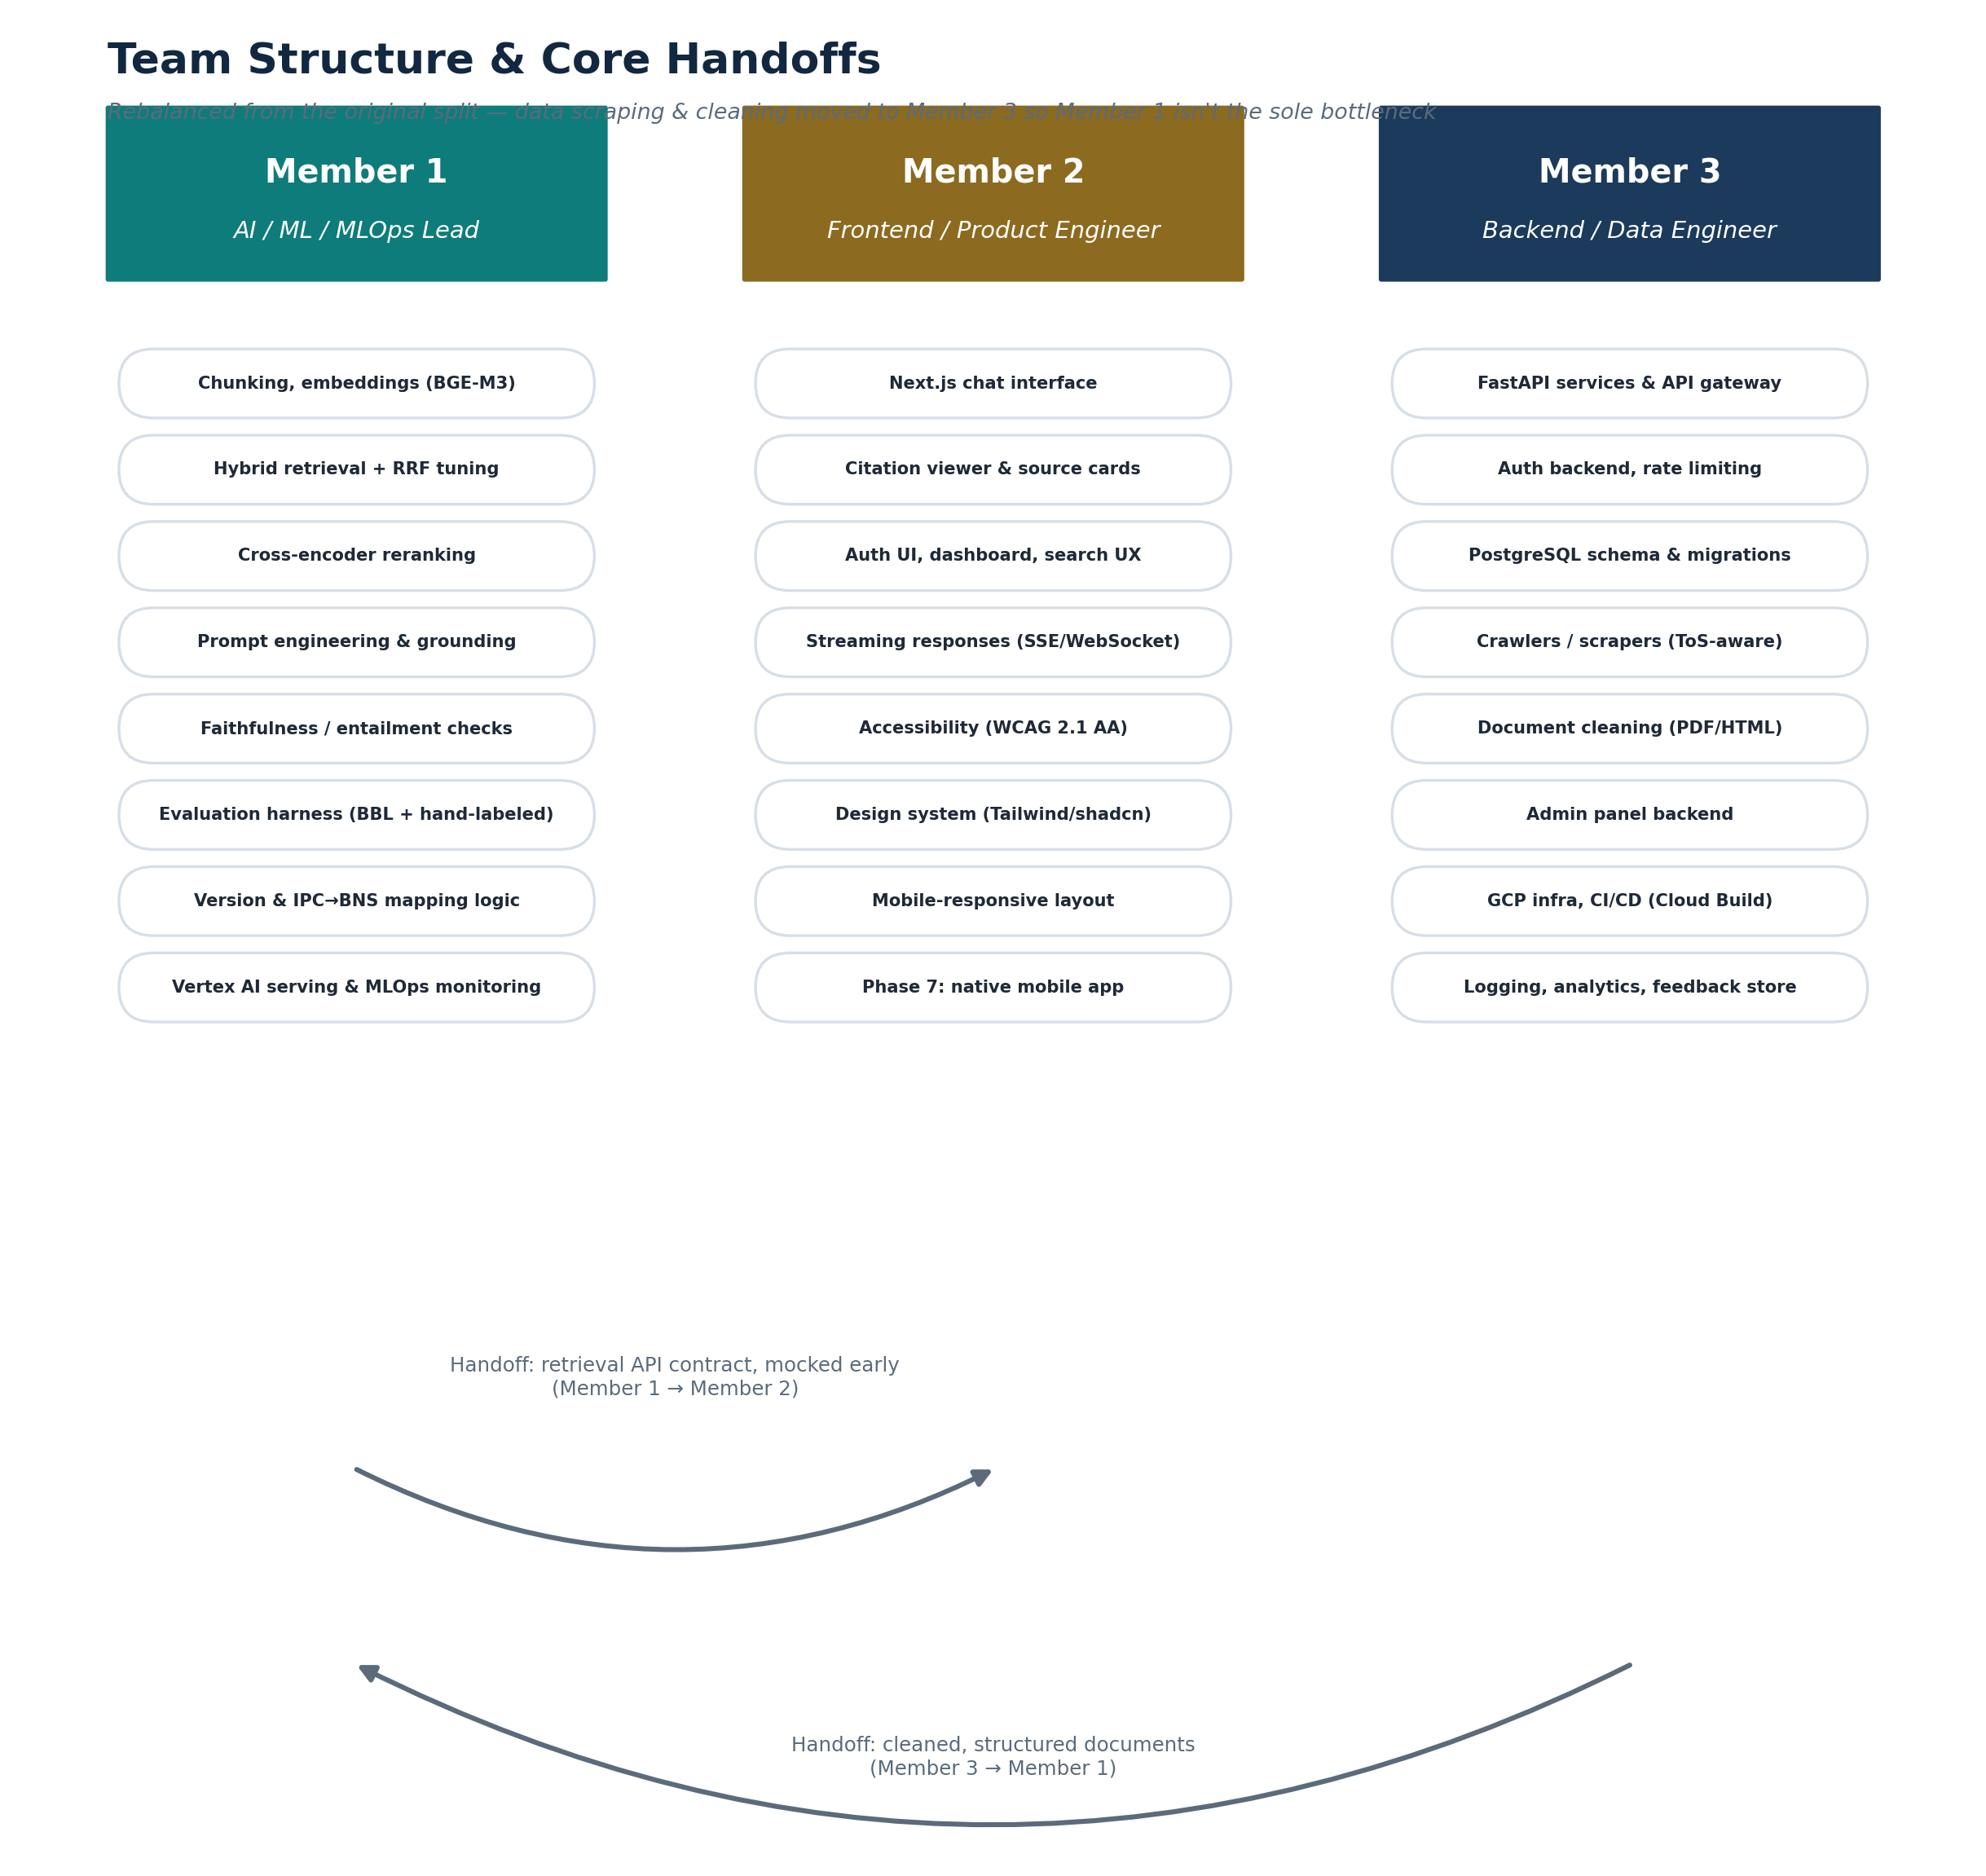 Team Structure & Core Handoffs
Rebalanced from the original split — data scraping & cleaning moved to Member 3 so Member 1 isn't the sole bottleneck
Member 1
AI / ML / MLOps Lead
Chunking, embeddings (BGE-M3)
Hybrid retrieval + RRF tuning
Cross-encoder reranking
Prompt engineering & grounding
Faithfulness / entailment checks
Evaluation harness (BBL + hand-labeled)
Version & IPC→BNS mapping logic
Vertex AI serving & MLOps monitoring
Member 2
Frontend / Product Engineer
Next.js chat interface
Citation viewer & source cards
Auth UI, dashboard, search UX
Streaming responses (SSE/WebSocket)
Accessibility (WCAG 2.1 AA)
Design system (Tailwind/shadcn)
Mobile-responsive layout
Phase 7: native mobile app
Member 3
Backend / Data Engineer
FastAPI services & API gateway
Auth backend, rate limiting
PostgreSQL schema & migrations
Crawlers / scrapers (ToS-aware)
Document cleaning (PDF/HTML)
Admin panel backend
GCP infra, CI/CD (Cloud Build)
Logging, analytics, feedback store
Handoff: retrieval API contract, mocked early
(Member 1 → Member 2)
Handoff: cleaned, structured documents
(Member 3 → Member 1)